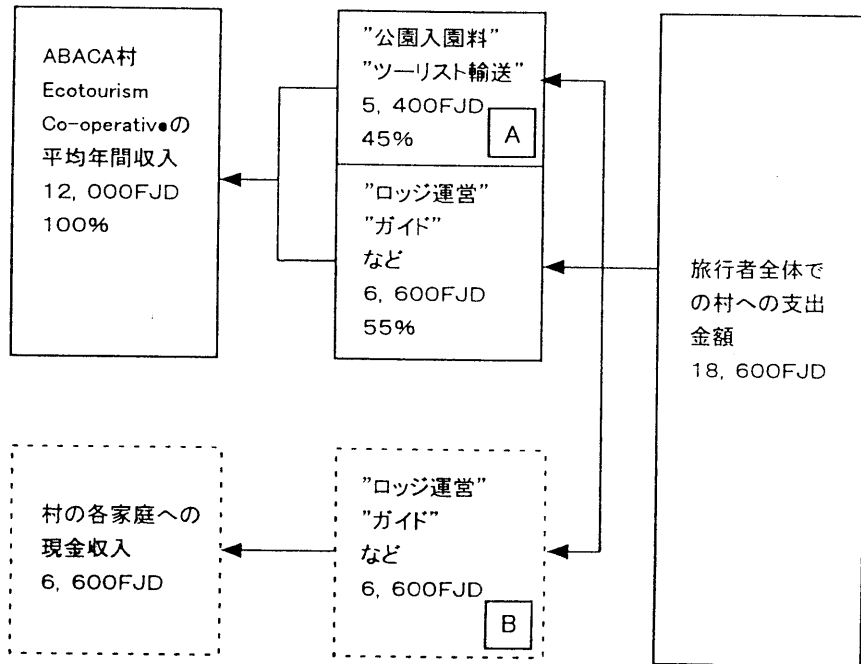 ABACA村
Ecotourism
Co-operativeの
平均年間収入
12, 000FJD
100%
”公園入園料”
”ツーリスト輸送”
5, 400FJD
45%
A
”ロッジ運営”
”ガイド”
など
6, 600FJD
55%
旅行者全体で
の村への支出
金額
18, 600FJD
村の各家庭への
現金収入
6, 600FJD
”ロッジ運営”
”ガイド”
など
6, 600FJD
B